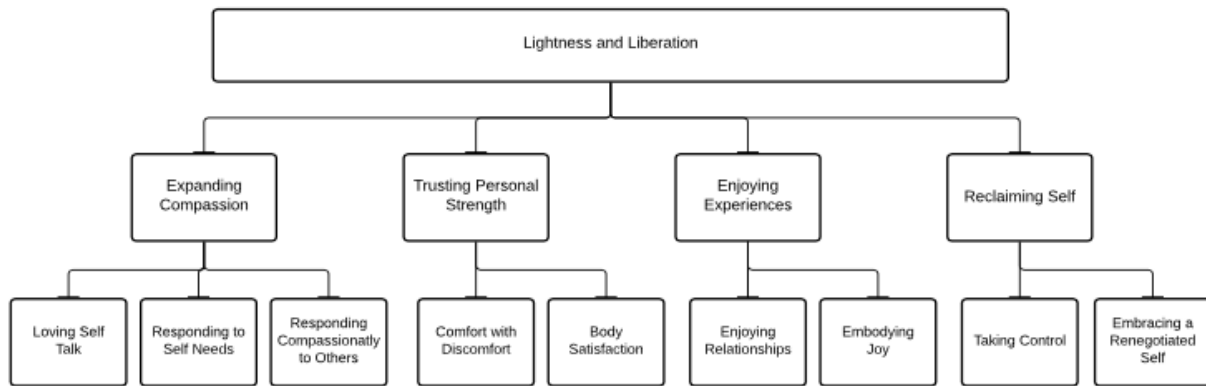 Lightness and Liberation
Expanding
Compassion
Trusting Personal
Strength
Enjoying
Experiences
Reclaiming Self
Loving Self
Talk
Responding to
Self Needs
Responding
Compassionatly
to Others
Comfort with
Discomfort
Body
Satisfaction
Enjoying
Relationships
Embodying
Joy
Taking Control
Embracing a
Renegotiated
Self